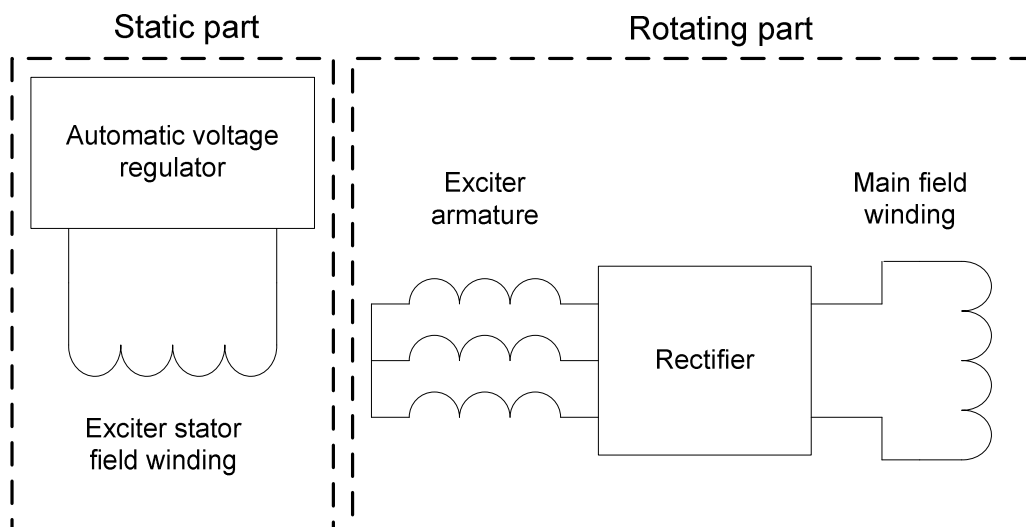 Static part
Rotating part
Automatic voltage
regulator
Exciter
armature
Main field
winding
Rectifier
Exciter stator
field winding